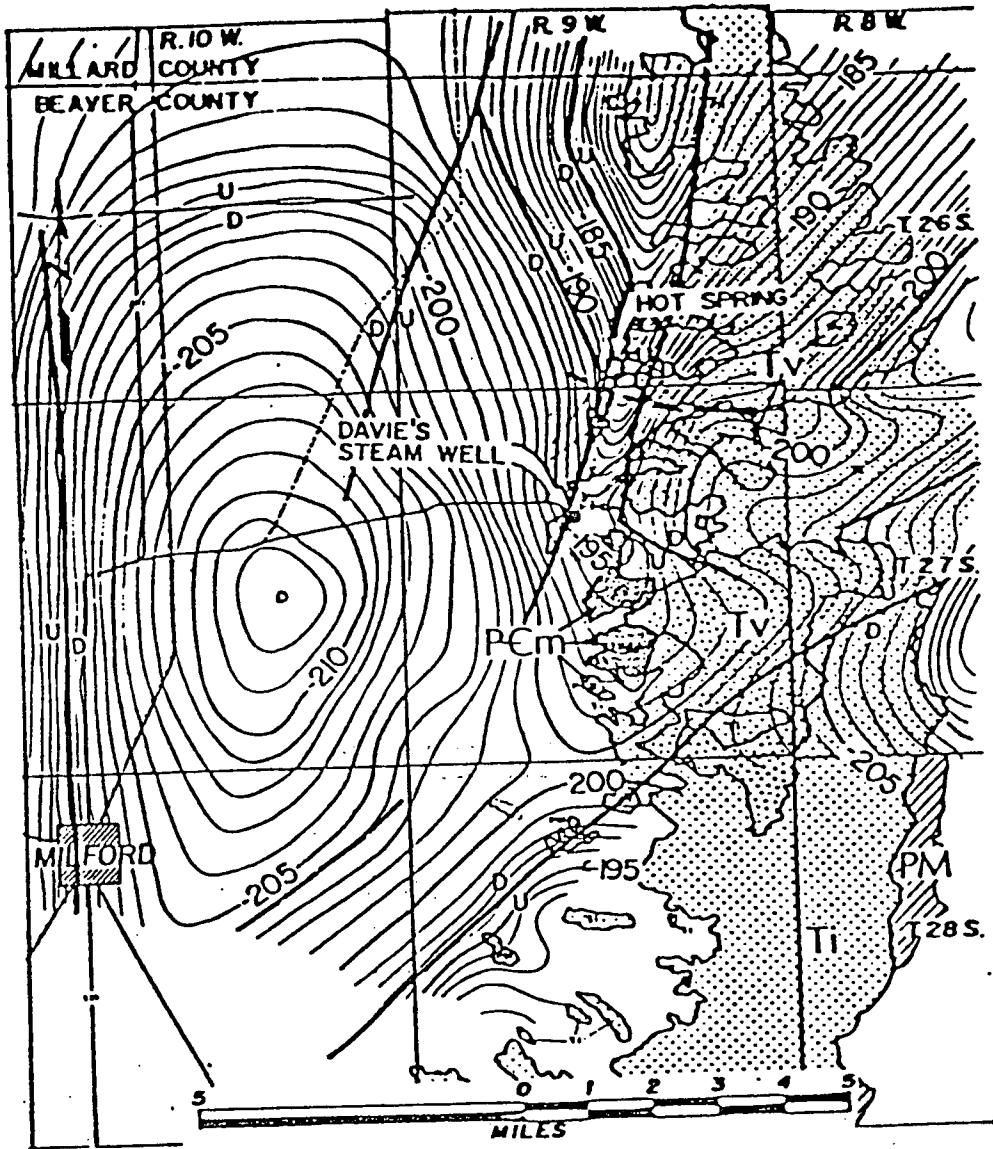 R. 10 W.
R. 9 W.
R 8 W.
MILLARD COUNTY
BEAVER COUNTY
185
U
D
U
D
190
T. 26 S.
U
185
D
190
200
HOT SPRING
200
D U
-205
Tv
DAVIE'S
STEAM WELL
200
195
U
T. 27 S.
U
D
PCm
Tv
D
-210
200
205
MILFORD
-205
195
D
U
PM
T 28 S.
Ti
5 0 1 2 3 4 5
MILES